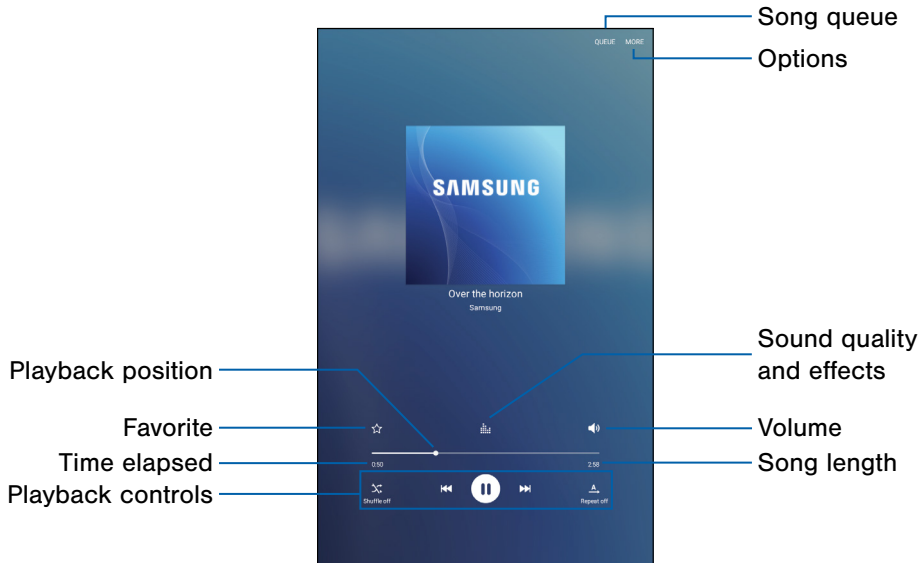 Song queue
QUEUE MORE
Options
SAMSUNG
Over the horizon
Samsung
Sound quality
and effects
Playback position
Favorite
Volume
Time elapsed
0:50
2:58
Song length
Playback controls
Shuffle off
A
Repeat off